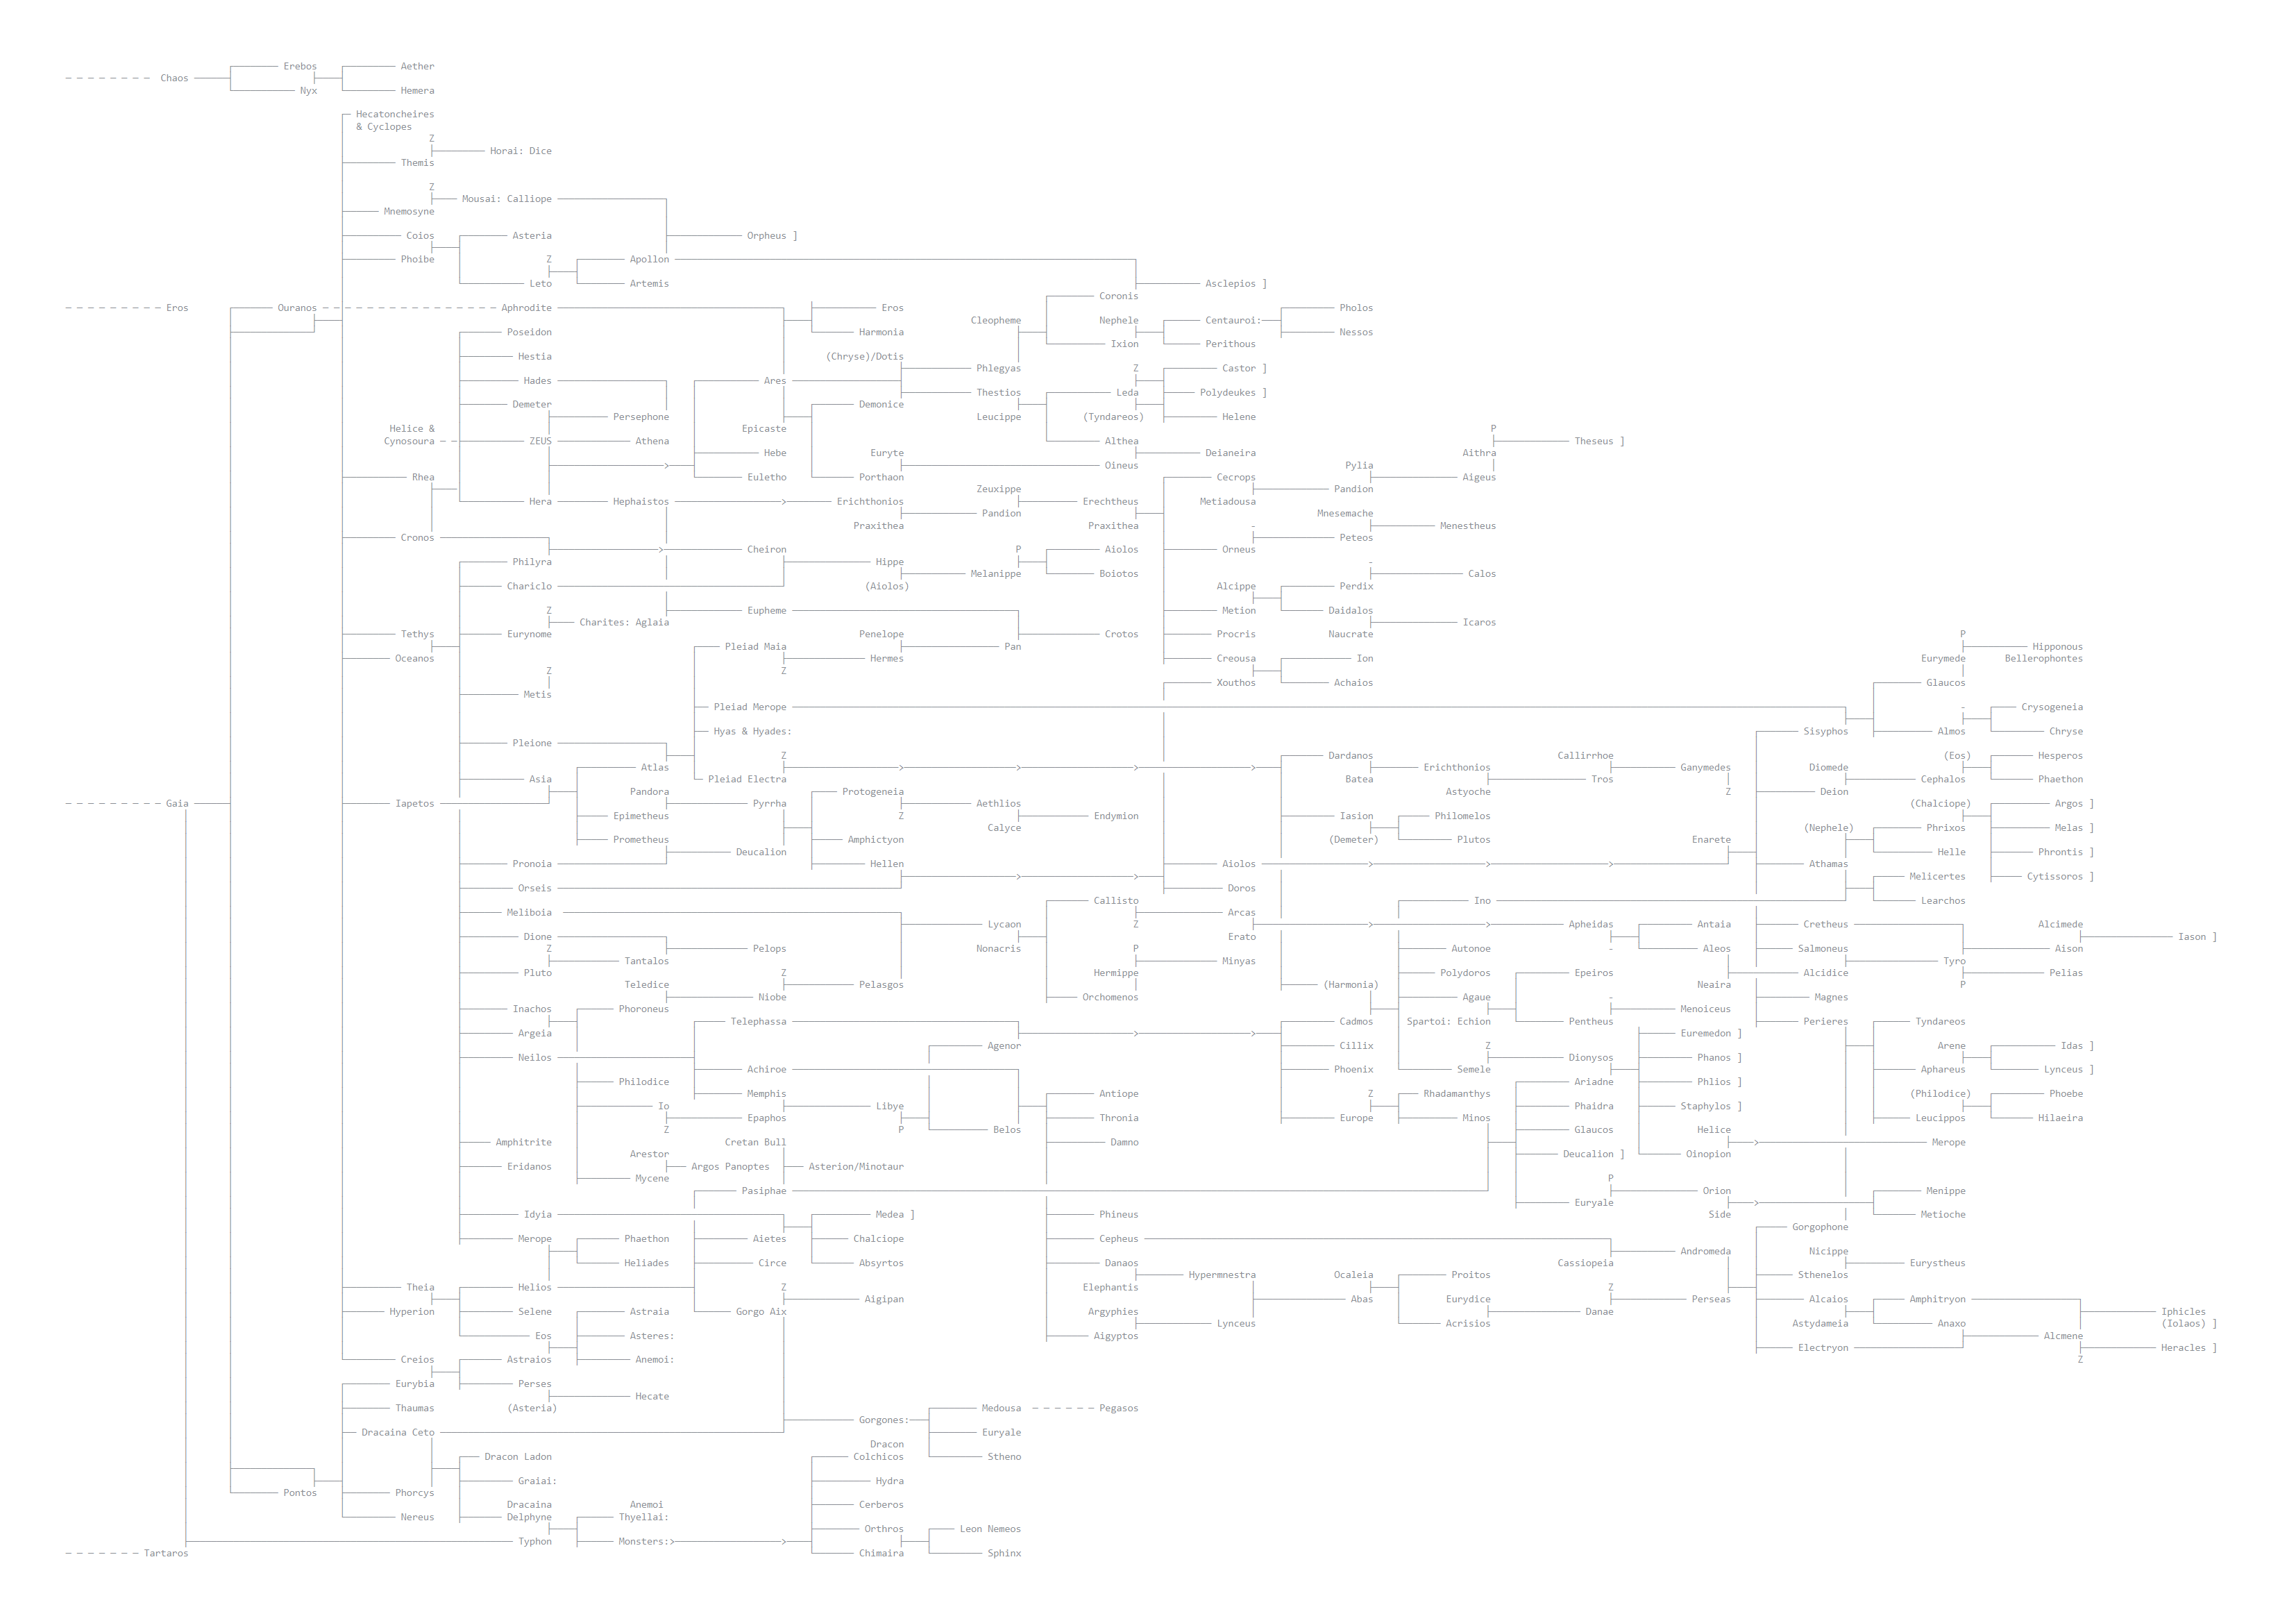 Erebos Aether
Chaos
Nyx Hemera
Hecatoncheires
& Cyclopes
Z
Horai: Dice
Themis
Z
Mousai: Calliope
Mnemosyne
Coios Asteria Orpheus ]
Phoibe Z Apollon
Leto Artemis Asclepios ]
Coronis
Eros Ouranos Aphrodite Eros Pholos
Cleopheme Nephele Centauroi:
Poseidon Harmonia Nessos
Ixion Perithous
Hestia (Chryse)/Dotis
Phlegyas Z Castor ]
Hades Ares
Thestios Leda Polydeukes ]
Demeter Demonice
Persephone Leucippe (Tyndareos) Helene
Helice & Epicaste P
Cynosoura ZEUS Athena Althea Theseus ]
Hebe Euryte Deianeira Aithra
Euletho Oineus Pylia
Rhea Porthaon Cecrops Aigeus
Zeuxippe Pandion
Hera Hephaistos Erichthonios Erechtheus Metiadousa
Pandion Mnesemache
Praxithea Praxithea - Menestheus
Cronos Peteos
Cheiron P Aiolos Orneus
Philyra Hippe -
Melanippe Boiotos Calos
Chariclo (Aiolos) Alcippe Perdix
Z Eupheme Metion Daidalos
Charites: Aglaia Icaros
Tethys Eurynome Penelope Crotos Procris Naucrate P
Pleiad Maia Pan Hipponous
Oceanos Hermes Creousa Ion Eurymede Bellerophontes
Z Z
Xouthos Achaios Glaucos
Metis
Pleiad Merope - Crysogeneia
Hyas & Hyades: Sisyphos Almos Chryse
Pleione
Z Dardanos Callirrhoe (Eos) Hesperos
Atlas Erichthonios Ganymedes Diomede
Asia Pleiad Electra Batea Tros Cephalos Phaethon
Pandora Protogeneia Astyoche Z Deion
Gaia Iapetos Pyrrha Aethlios (Chalciope) Argos ]
Epimetheus Z Endymion Iasion Philomelos
Calyce (Nephele) Phrixos Melas ]
Prometheus Amphictyon (Demeter) Plutos Enarete
Deucalion Helle Phrontis ]
Pronoia Hellen Aiolos Athamas
Melicertes Cytissoros ]
Orseis Doros
Callisto Ino Learchos
Meliboia Arcas
Lycaon Z Apheidas Antaia Cretheus Alcimede
Dione Erato Iason ]
Z Pelops Nonacris P Autonoe - Aleos Salmoneus Aison
Tantalos Minyas Tyro
Pluto Z Hermippe Polydoros Epeiros Alcidice Pelias
Teledice Pelasgos (Harmonia) Neaira P
Niobe Orchomenos Agaue - Magnes
Inachos Phoroneus Menoiceus
Telephassa Cadmos Spartoi: Echion Pentheus Perieres Tyndareos
Argeia Euremedon ]
Agenor Cillix Z Arene Idas ]
Neilos Dionysos Phanos ]
Achiroe Phoenix Semele Aphareus Lynceus ]
Philodice Ariadne Phlios ]
Memphis Antiope Z Rhadamanthys (Philodice) Phoebe
Io Libye Phaidra Staphylos ]
Epaphos Thronia Europe Minos Leucippos Hilaeira
Z P Belos Glaucos Helice
Amphitrite Cretan Bull Damno Merope
Arestor Deucalion ] Oinopion
Eridanos Argos Panoptes Asterion/Minotaur
Mycene P
Pasiphae Orion Menippe
Euryale
Idyia Medea ] Phineus Side Metioche
Gorgophone
Merope Phaethon Aietes Chalciope Cepheus
Andromeda Nicippe
Heliades Circe Absyrtos Danaos Cassiopeia Eurystheus
Hypermnestra Ocaleia Proitos Sthenelos
Theia Helios Z Elephantis Z
Aigipan Abas Eurydice Perseas Alcaios Amphitryon
Hyperion Selene Astraia Gorgo Aix Argyphies Danae Iphicles
Lynceus Acrisios Astydameia Anaxo (Iolaos) ]
Eos Asteres: Aigyptos Alcmene
Electryon Heracles ]
Creios Astraios Anemoi: Z
Eurybia Perses
Hecate
Thaumas (Asteria) Medousa Pegasos
Gorgones:
Dracaina Ceto Euryale
Dracon
Dracon Ladon Colchicos Stheno
Graiai: Hydra
Pontos Phorcys
Dracaina Anemoi Cerberos
Nereus Delphyne Thyellai:
Orthros Leon Nemeos
Typhon Monsters:
Tartaros Chimaira Sphinx